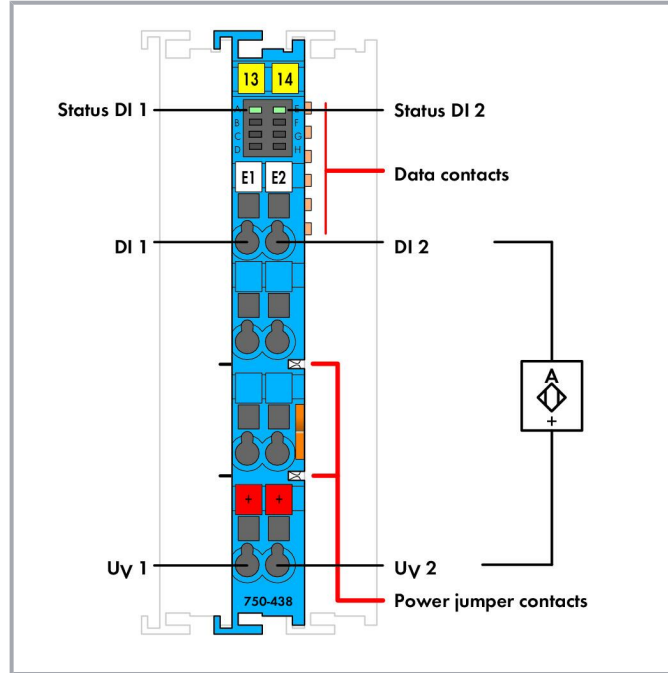 13 14
Status DI 1
Status DI 2
A E
B F
C G
D H
Data contacts
E1 E2
DI 1
DI 2
A
+
+ +
UV 1
UV 2
750-438
Power jumper contacts